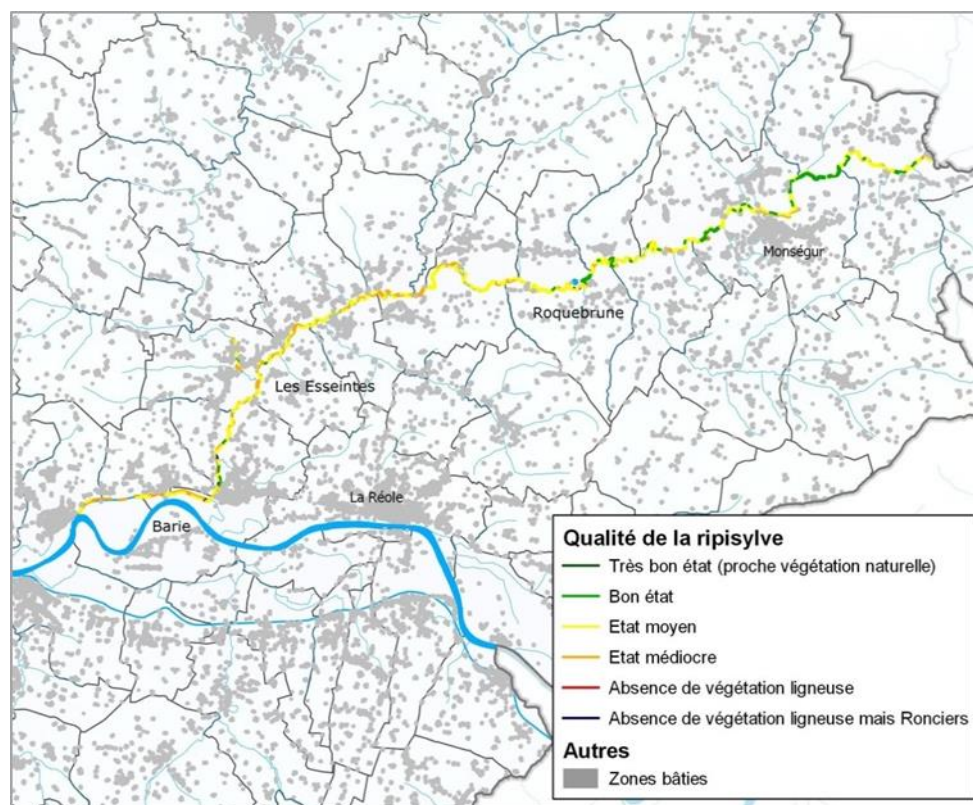 Monségur
Roquebrune
Les Esseintes
La Réole
Barie
Qualité de la ripisylve
Très bon état (proche végétation naturelle)
Bon état
Etat moyen
Etat médiocre
Absence de végétation ligneuse
Absence de végétation ligneuse mais Ronciers
Autres
Zones bâties